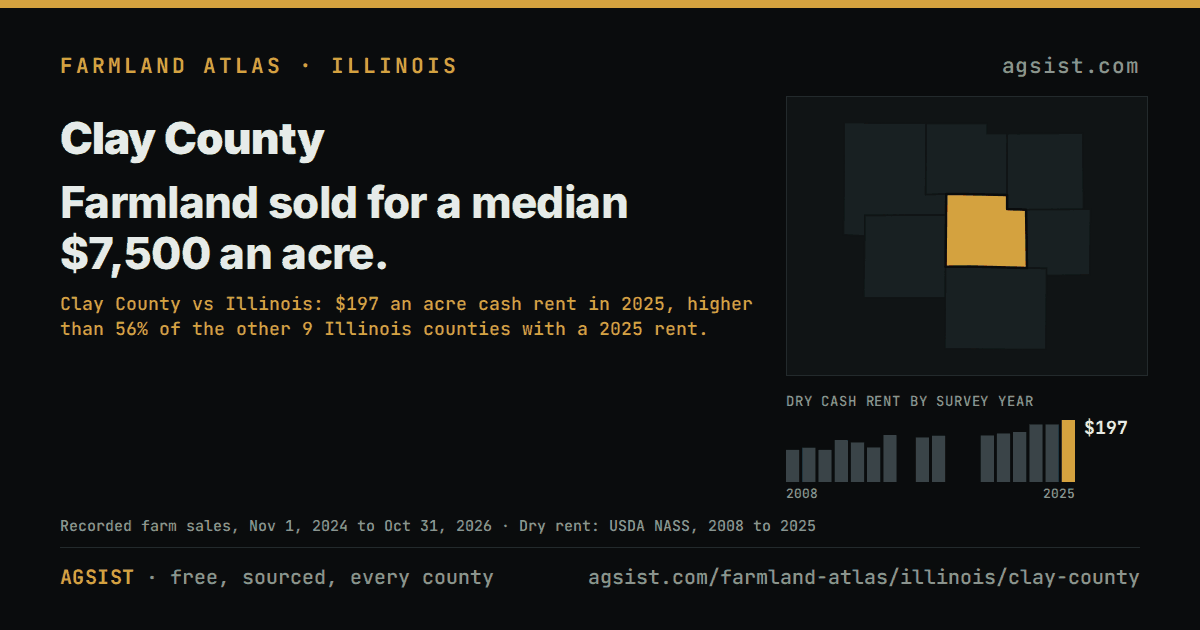 FARMLAND ATLAS · ILLINOIS
agsist.com
Clay County
Farmland sold for a median
$7,500 an acre.
Clay County vs Illinois: $197 an acre cash rent in 2025, higher
than 56% of the other 9 Illinois counties with a 2025 rent.
DRY CASH RENT BY SURVEY YEAR
$197
2008
2025
Recorded farm sales, Nov 1, 2024 to Oct 31, 2026 · Dry rent: USDA NASS, 2008 to 2025
AGSIST · free, sourced, every county
agsist.com/farmland-atlas/illinois/clay-county